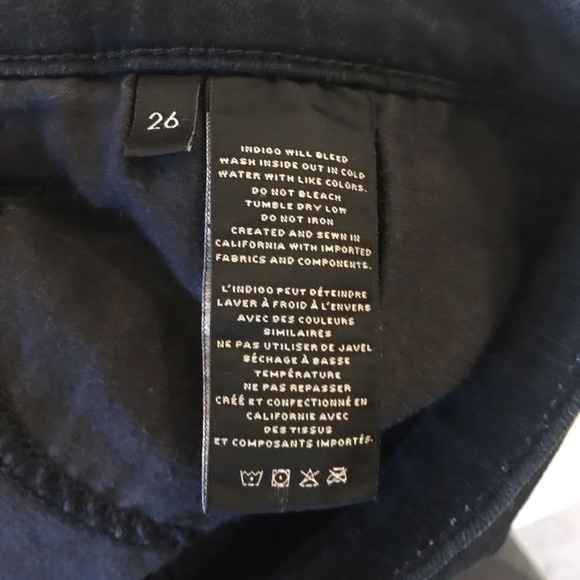 26
INDIGO WILL BLEED
WASH INSIDE OUT IN COLD
WATER WITH LIKE COLORS.
DO NOT BLEACH
TUMBLE DRY LOW
DO NOT IRON
CREATED AND SEWN IN
CALIFORNIA WITH IMPORTED
FABRICS AND COMPONENTS.
L'INDIGO PEUT DÉTEINDRE
LAVER À FROID À L'ENVERS
AVEC DES COULEURS
SIMILAIRES
NE PAS UTILISER DE JAVEL
SÉCHAGE À BASSE
TEMPÉRATURE
NE PAS REPASSER
CRÉÉ ET CONFECTIONNÉ EN
CALIFORNIE AVEC
DES TISSUS
ET COMPOSANTS IMPORTÉS.